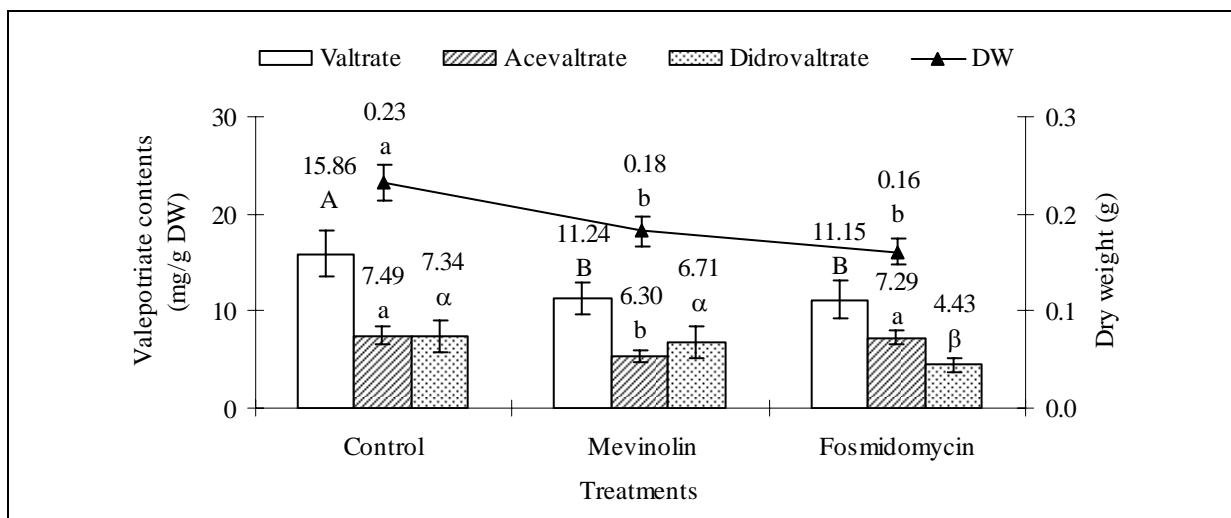 Valtrate Acevaltrate Didrovaltrate DW
Valepotriate contents
(mg/g DW)
30
20
10
0
0.23
a
15.86
A
7.49
a
7.34
α
0.18
b
11.24
B
6.30
b
6.71
α
0.16
b
11.15
B
7.29
a
4.43
β
0.3
0.2
0.1
0.0
Dry weight (g)
Control Mevinolin Fosmidomycin
Treatments